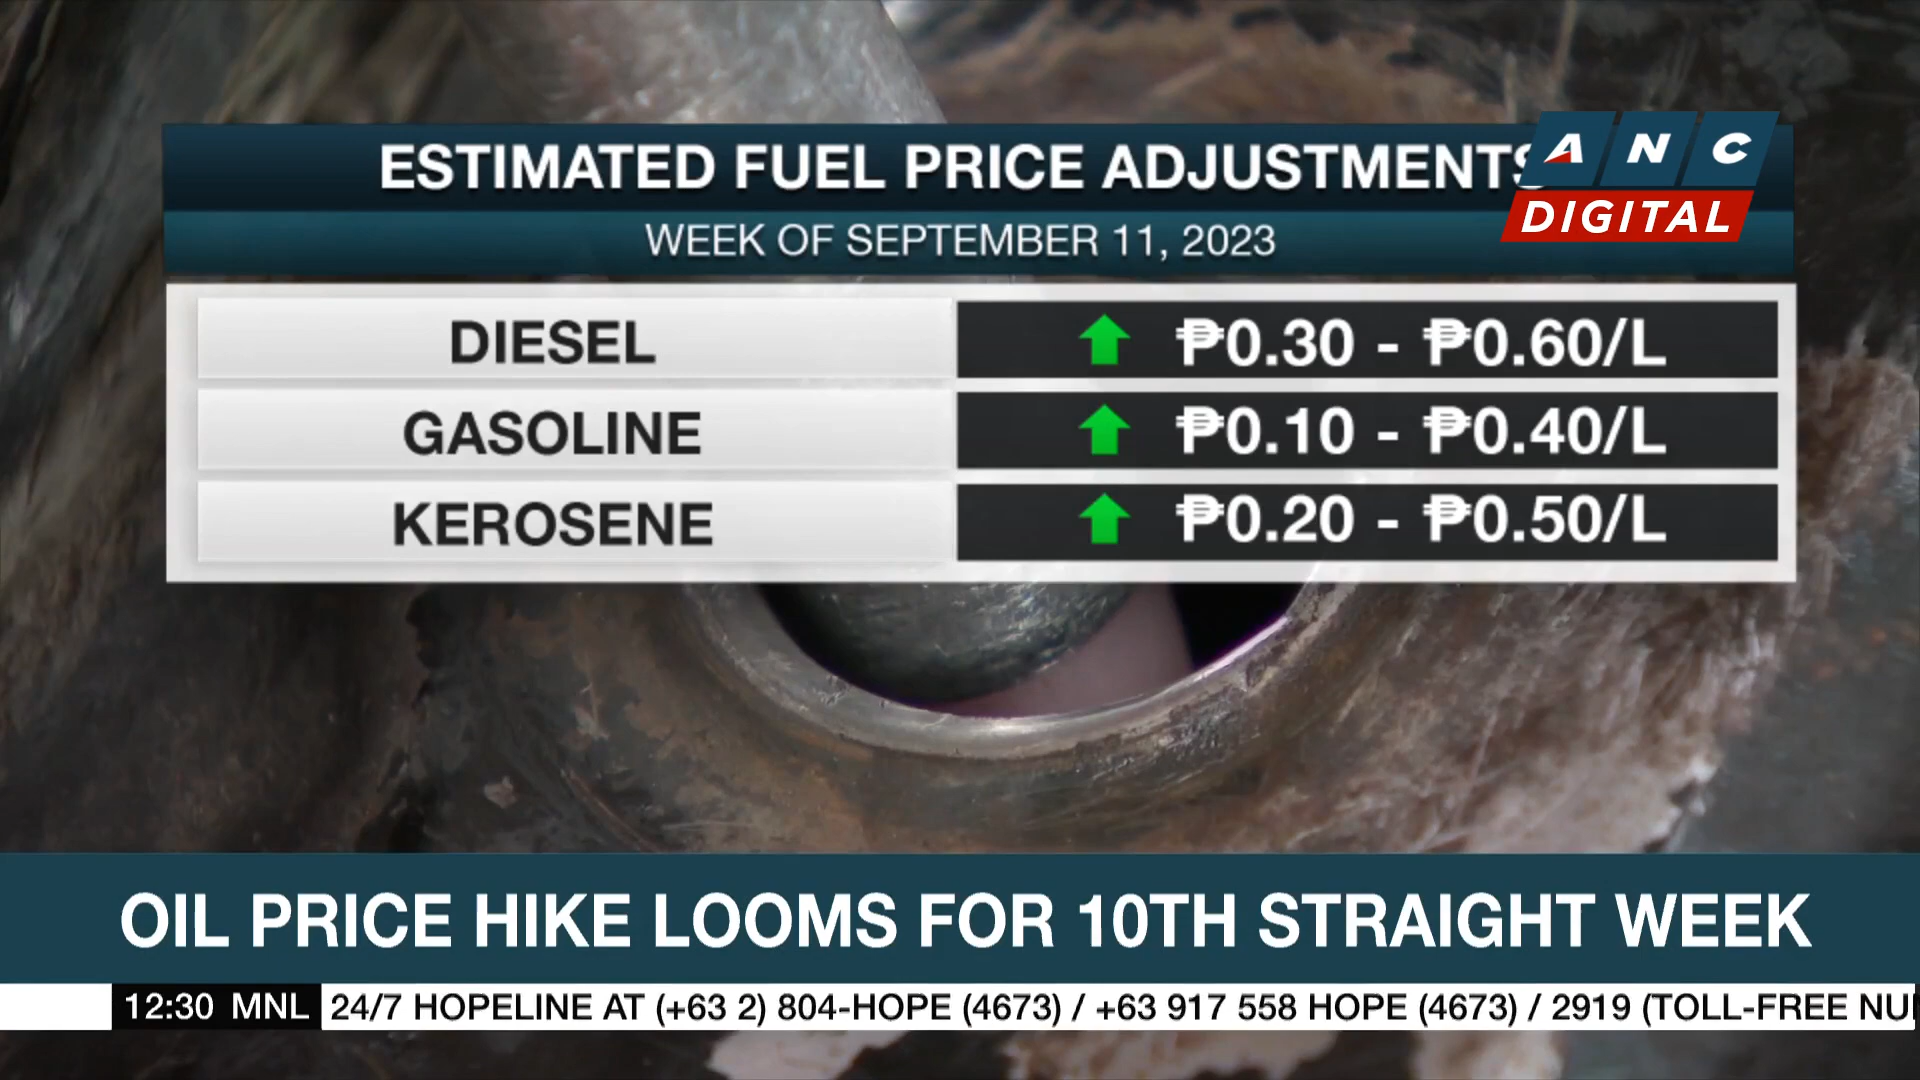 ESTIMATED FUEL PRICE ADJUSTMENTS
ANC
DIGITAL
WEEK OF SEPTEMBER 11, 2023
DIESEL ₱0.30 - ₱0.60/L
GASOLINE ₱0.10 - ₱0.40/L
KEROSENE ₱0.20 - ₱0.50/L
OIL PRICE HIKE LOOMS FOR 10TH STRAIGHT WEEK
12:30 MNL 24/7 HOPELINE AT (+63 2) 804-HOPE (4673) / +63 917 558 HOPE (4673) / 2919 (TOLL-FREE